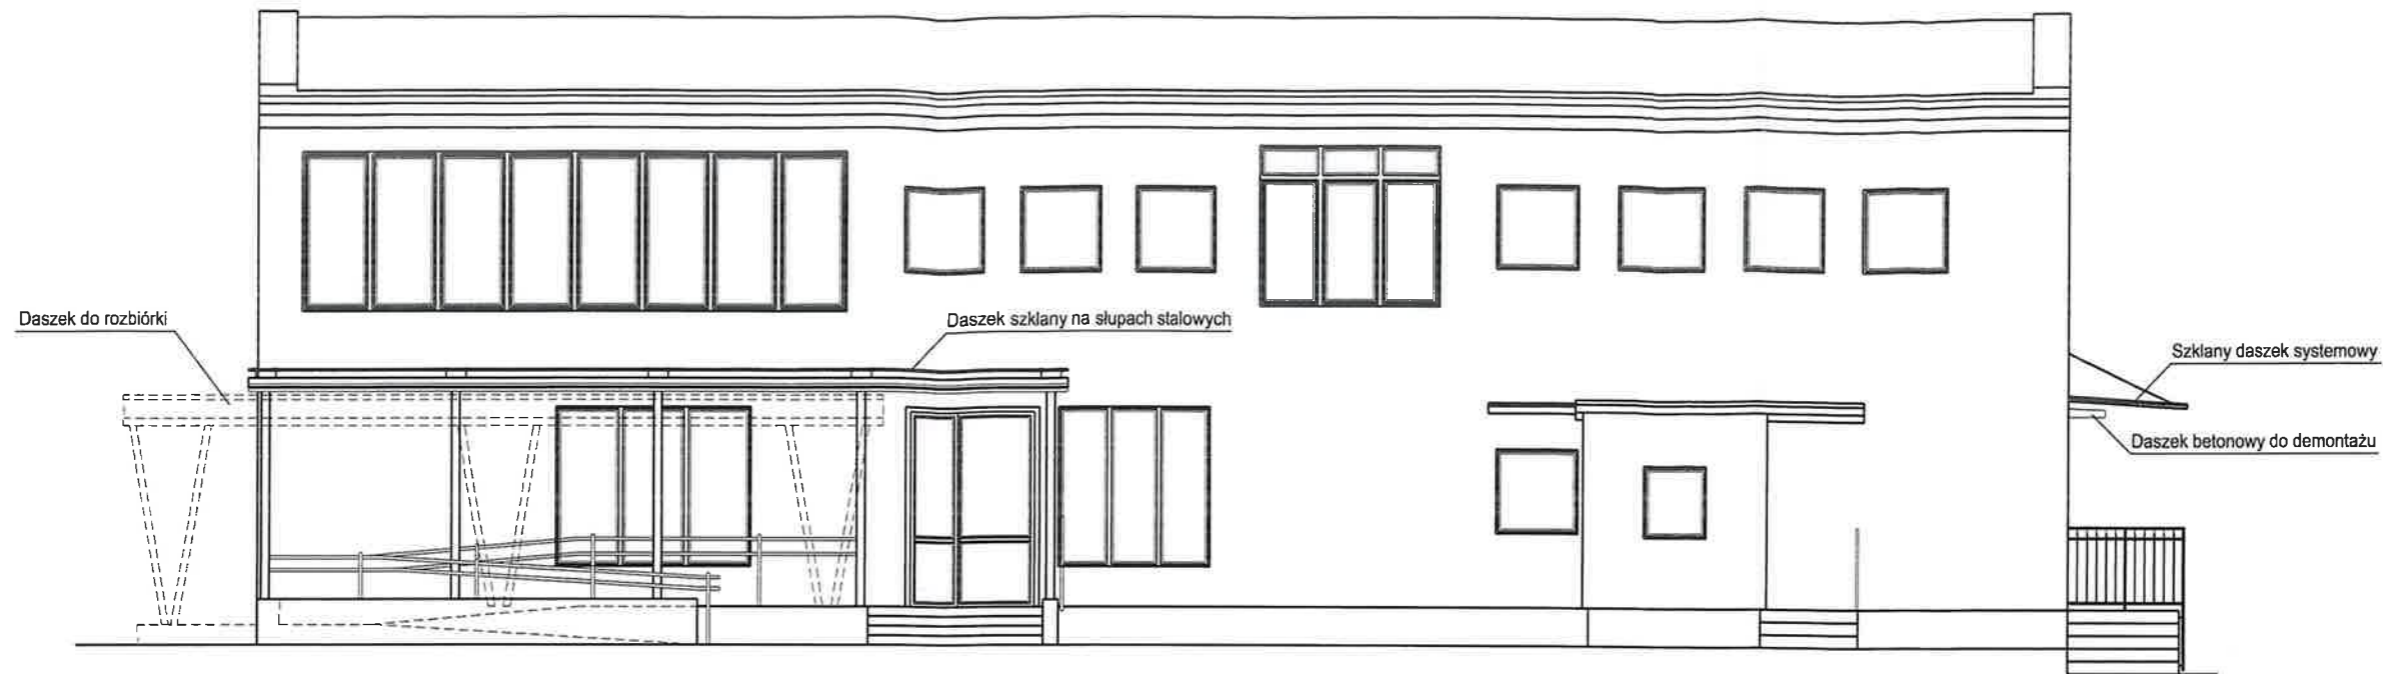 Daszek do rozbiórki
Daszek szklany na słupach stalowych
Szklany daszek systemowy
Daszek betonowy do demontażu